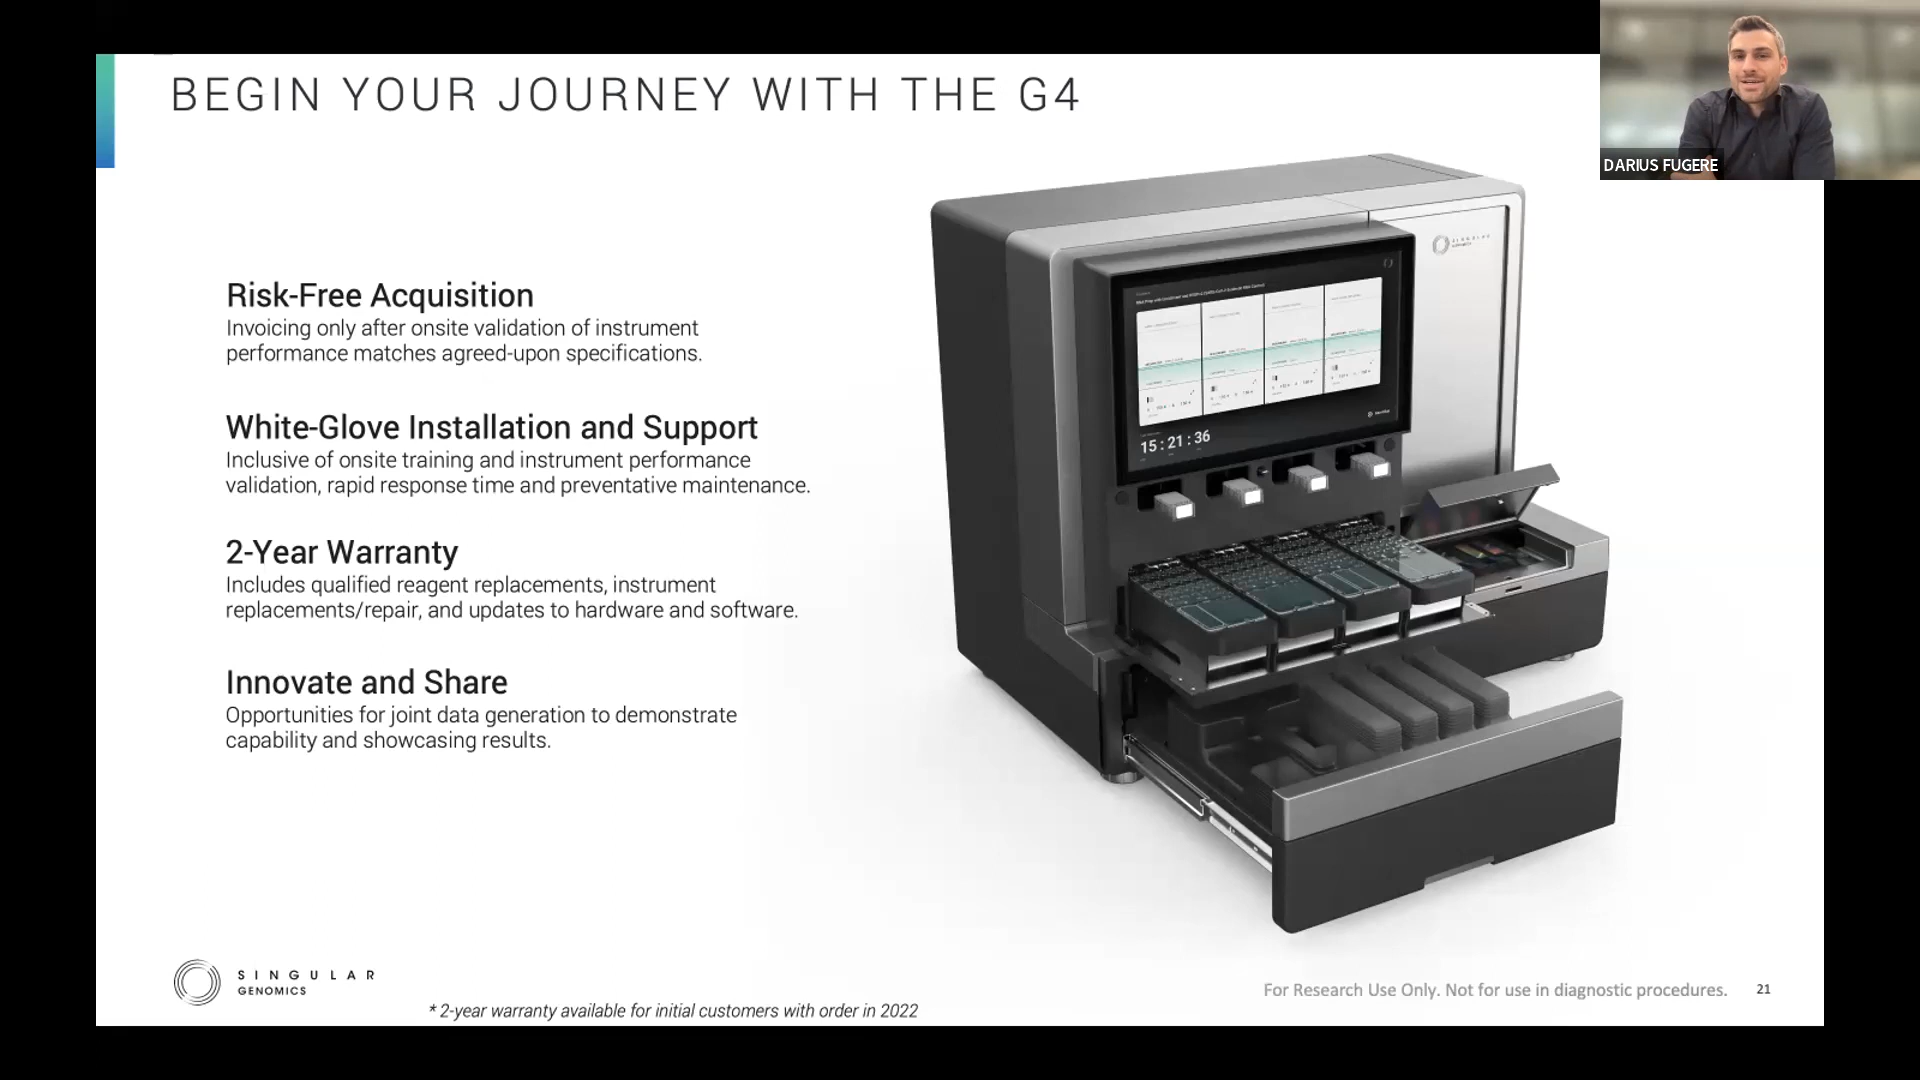 BEGIN YOUR JOURNEY WITH THE G4
DARIUS FUGERE
Risk-Free Acquisition
Invoicing only after onsite validation of instrument
performance matches agreed-upon specifications.
White-Glove Installation and Support
Inclusive of onsite training and instrument performance
validation, rapid response time and preventative maintenance.
2-Year Warranty
Includes qualified reagent replacements, instrument
replacements/repair, and updates to hardware and software.
Innovate and Share
Opportunities for joint data generation to demonstrate
capability and showcasing results.
SINGULAR
GENOMICS
15:21:36
SINGULAR
GENOMICS
* 2-year warranty available for initial customers with order in 2022
For Research Use Only. Not for use in diagnostic procedures.
21